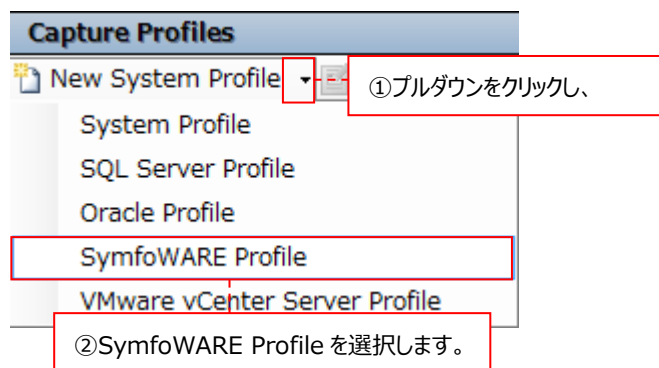 Capture Profiles
New System Profile
①プルダウンをクリックし、
System Profile
SQL Server Profile
Oracle Profile
SymfoWARE Profile
VMware vCenter Server Profile
②SymfoWARE Profile を選択します。